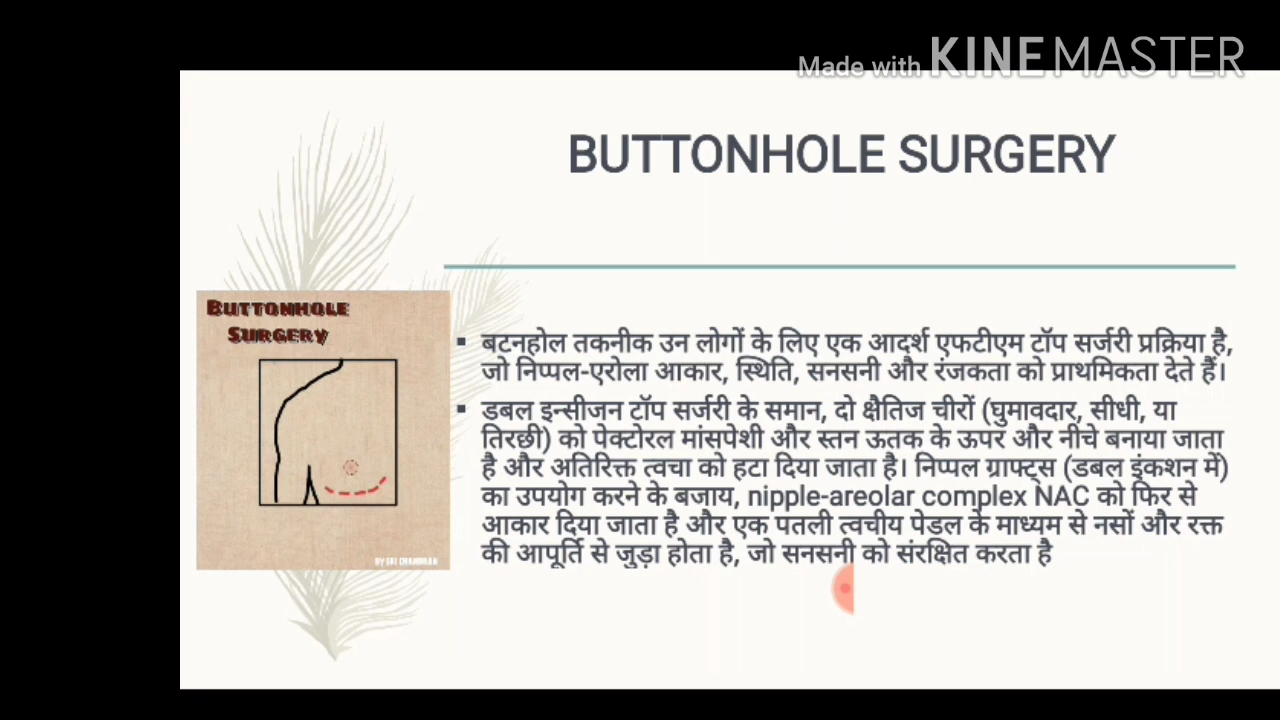 Made with KINEMASTER
BUTTONHOLE SURGERY
BUTTONHOLE
SURGERY
BY SAI CHANDRAN
▪ बटनहोल तकनीक उन लोगों के लिए एक आदर्श एफटीएम टॉप सर्जरी प्रक्रिया है,
जो निप्पल-एरोला आकार, स्थिति, सनसनी और रंजकता को प्राथमिकता देते हैं।
▪ डबल इन्सीजन टॉप सर्जरी के समान, दो क्षैतिज चीरों (घुमावदार, सीधी, या
तिरछी) को पेक्टोरल मांसपेशी और स्तन ऊतक के ऊपर और नीचे बनाया जाता
है और अतिरिक्त त्वचा को हटा दिया जाता है। निप्पल ग्राफ्ट्स (डबल इंकशन में)
का उपयोग करने के बजाय, nipple-areolar complex NAC को फिर से
आकार दिया जाता है और एक पतली त्वचीय पेडल के माध्यम से नसों और रक्त
की आपूर्ति से जुड़ा होता है, जो सनसनी को संरक्षित करता है